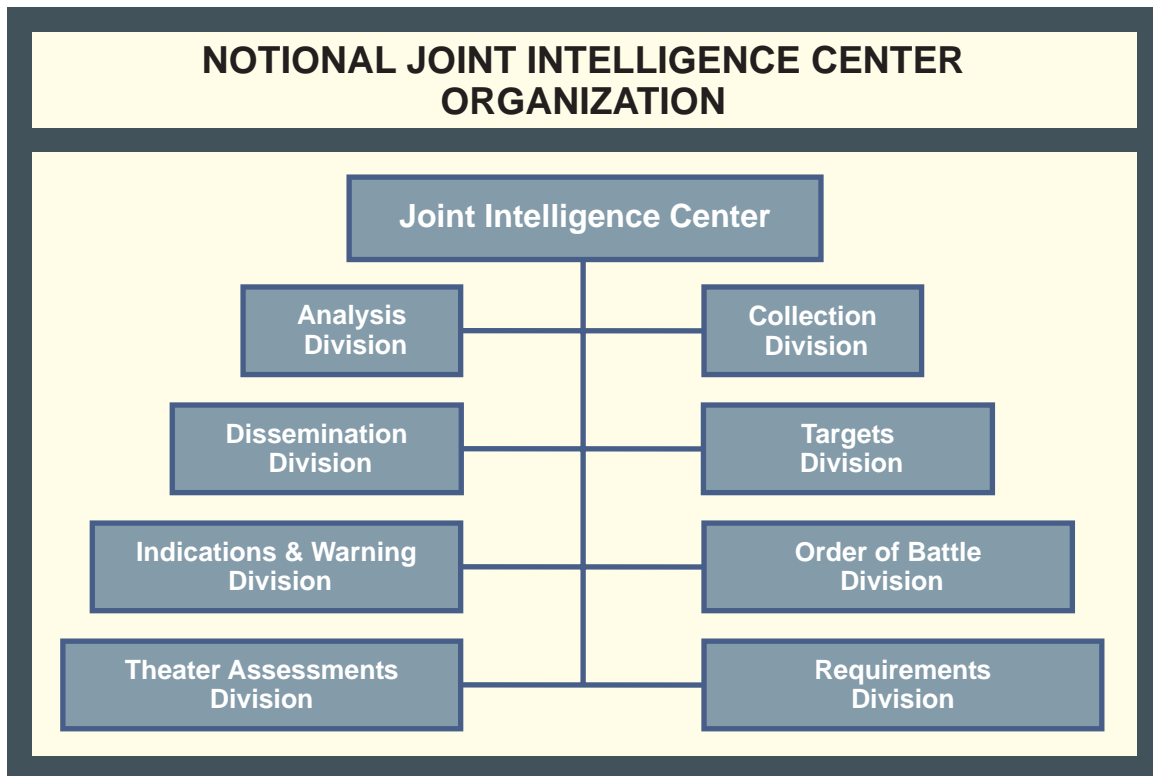 NOTIONAL JOINT INTELLIGENCE CENTER
ORGANIZATION
Joint Intelligence Center
Analysis
Division
Collection
Division
Dissemination
Division
Targets
Division
Indications & Warning
Division
Order of Battle
Division
Theater Assessments
Division
Requirements
Division